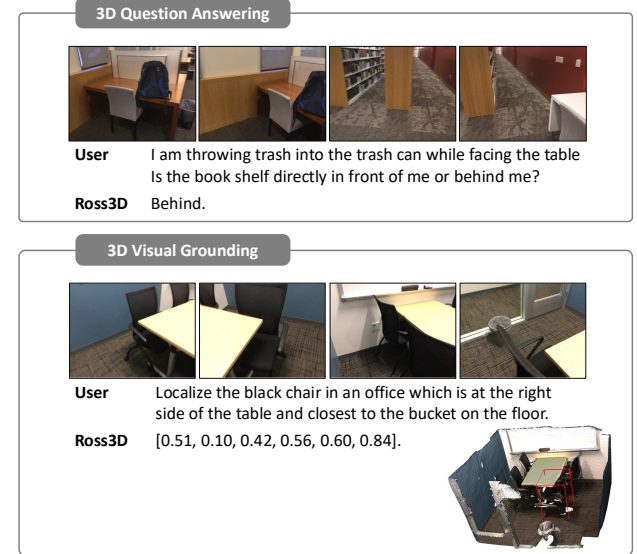 3D Question Answering
User I am throwing trash into the trash can while facing the table
Is the book shelf directly in front of me or behind me?
Ross3D Behind.
3D Visual Grounding
User Localize the black chair in an office which is at the right
side of the table and closest to the bucket on the floor.
Ross3D [0.51, 0.10, 0.42, 0.56, 0.60, 0.84].